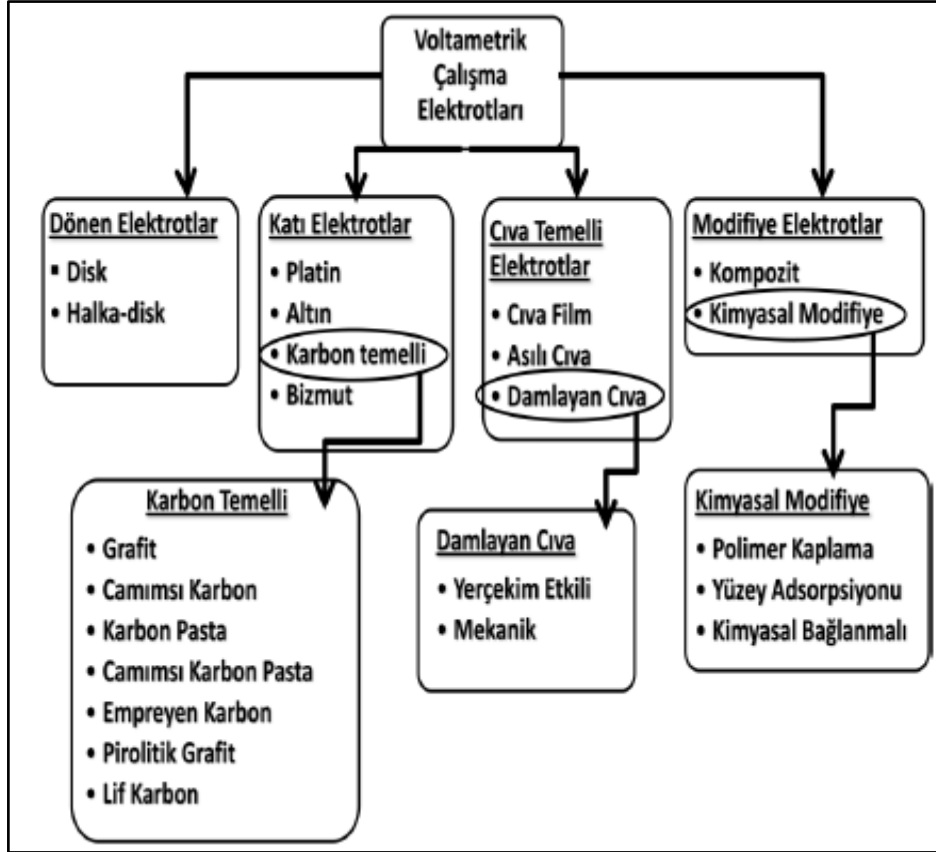 Voltametrik
Çalışma
Elektrotları
Dönen Elektrotlar
▪ Disk
• Halka-disk
Katı Elektrotlar
• Platin
• Altın
• Karbon temelli
• Bizmut
Cıva Temelli
Elektrotlar
• Cıva Film
• Asılı Cıva
• Damlayan Cıva
Modifiye Elektrotlar
• Kompozit
• Kimyasal Modifiye
Karbon Temelli
• Grafit
• Camımsı Karbon
• Karbon Pasta
• Camımsı Karbon Pasta
• Empreyen Karbon
• Pirolitik Grafit
• Lif Karbon
Damlayan Cıva
• Yerçekim Etkili
• Mekanik
Kimyasal Modifiye
• Polimer Kaplama
• Yüzey Adsorpsiyonu
• Kimyasal Bağlanmalı